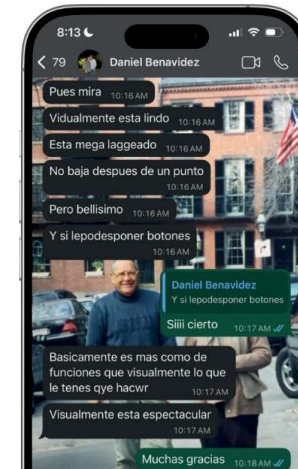 8:13
79 Daniel Benavidez
Pues mira 10:16 AM
Vidualmente esta lindo 10:16 AM
Esta mega laggeado 10:16 AM
No baja despues de un punto
10:16 AM
Pero bellisimo 10:16 AM
Y si lepodesponer botones
10:16 AM
Daniel Benavidez
Y si lepodesponer botones
Siiii cierto 10:17 AM
Basicamente es mas como de
funciones que visualmente lo que
le tenes qye hacwr 10:17 AM
Visualmente esta espectacular
10:17 AM
Muchas gracias 10:18 AM